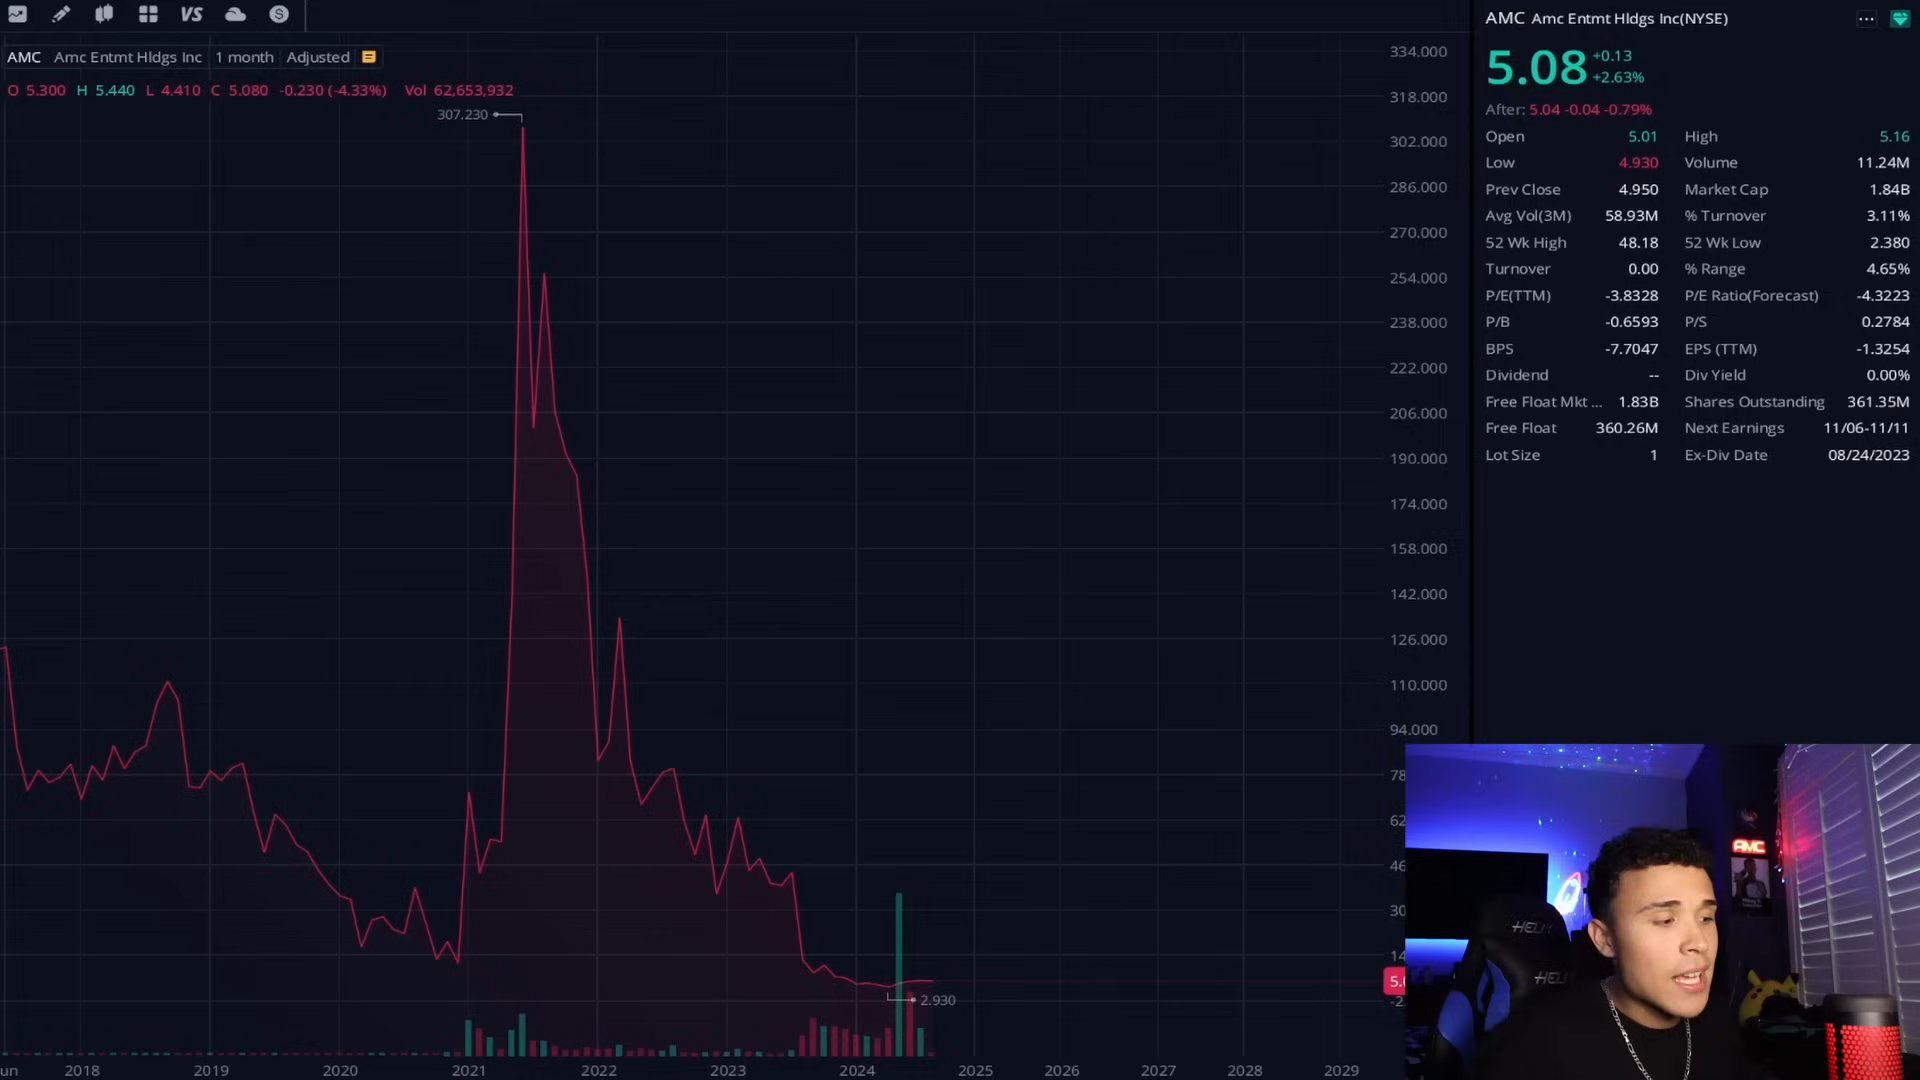 VS
AMC Amc Entmt Hldgs Inc 1 month Adjusted
O 5.300 H 5.440 L 4.410 C 5.080 -0.230 (-4.33%) Vol 62,653,932
307.230
2.930
334.000
318.000
302.000
286.000
270.000
254.000
238.000
222.000
206.000
190.000
174.000
158.000
142.000
126.000
110.000
94.000
78
62
46
30
14
5.
-2
un 2018 2019 2020 2021 2022 2023 2024 2025 2026 2027 2028 2029
AMC Amc Entmt Hldgs Inc(NYSE)
5.08 +0.13
+2.63%
After: 5.04 -0.04 -0.79%
Open 5.01 High 5.16
Low 4.930 Volume 11.24M
Prev Close 4.950 Market Cap 1.84B
Avg Vol(3M) 58.93M % Turnover 3.11%
52 Wk High 48.18 52 Wk Low 2.380
Turnover 0.00 % Range 4.65%
P/E(TTM) -3.8328 P/E Ratio(Forecast) -4.3223
P/B -0.6593 P/S 0.2784
BPS -7.7047 EPS (TTM) -1.3254
Dividend -- Div Yield 0.00%
Free Float Mkt ... 1.83B Shares Outstanding 361.35M
Free Float 360.26M Next Earnings 11/06-11/11
Lot Size 1 Ex-Div Date 08/24/2023
AMC